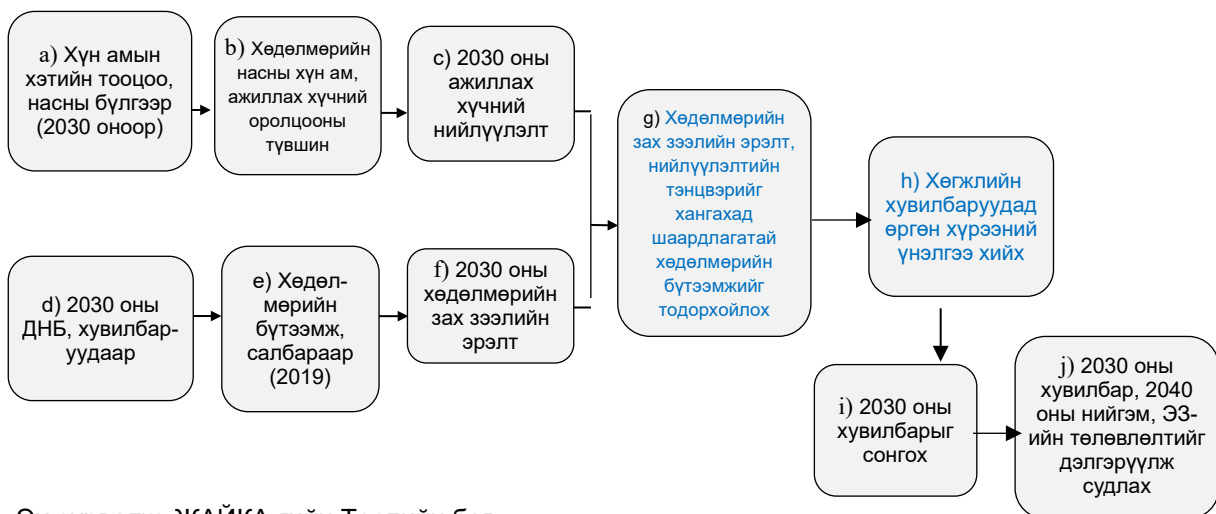 a) Хүн амын
хэтийн тооцоо,
насны бүлгээр
(2030 оноор)
b) Хөдөлмөрийн
насны хүн ам,
ажиллах хүчний
оролцооны
түвшин
c) 2030 оны
ажиллах
хүчний
нийлүүлэлт
d) 2030 оны
ДНБ, хувилбар-
уудаар
e) Хөдөл-
мөрийн
бүтээмж,
салбараар
(2019)
f) 2030 оны
хөдөлмөрийн
зах зээлийн
эрэлт
g) Хөдөлмөрийн
зах зээлийн эрэлт,
нийлүүлэлтийн
тэнцвэрийг
хангахад
шаардлагатай
хөдөлмөрийн
бүтээмжийг
тодорхойлох
h) Хөгжлийн
хувилбаруудад
өргөн хүрээний
үнэлгээ хийх
i) 2030 оны
хувилбарыг
сонгох
j) 2030 оны
хувилбар, 2040
оны нийгэм, ЭЗ-
ийн төлөвлөлтийг
дэлгэрүүлж
судлах